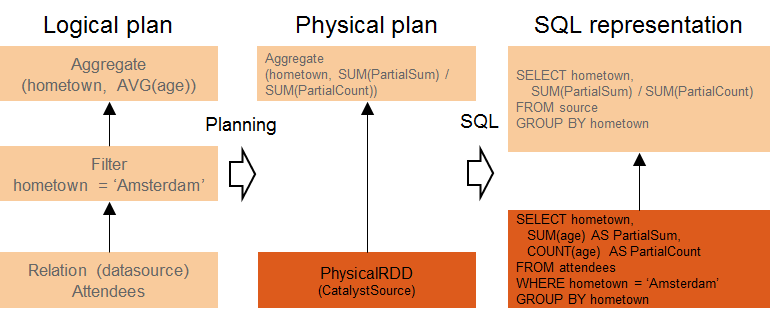 Logical plan
Physical plan
SQL representation
Aggregate
(hometown, AVG(age))
Filter
hometown = ‘Amsterdam’
Relation (datasource)
Attendees
Planning
Aggregate
(hometown, SUM(PartialSum) /
SUM(PartialCount))
PhysicalRDD
(CatalystSource)
SQL
SELECT hometown,
SUM(PartialSum) / SUM(PartialCount)
FROM source
GROUP BY hometown
SELECT hometown,
SUM(age) AS PartialSum,
COUNT(age) AS PartialCount
FROM attendees
WHERE hometown = ‘Amsterdam’
GROUP BY hometown